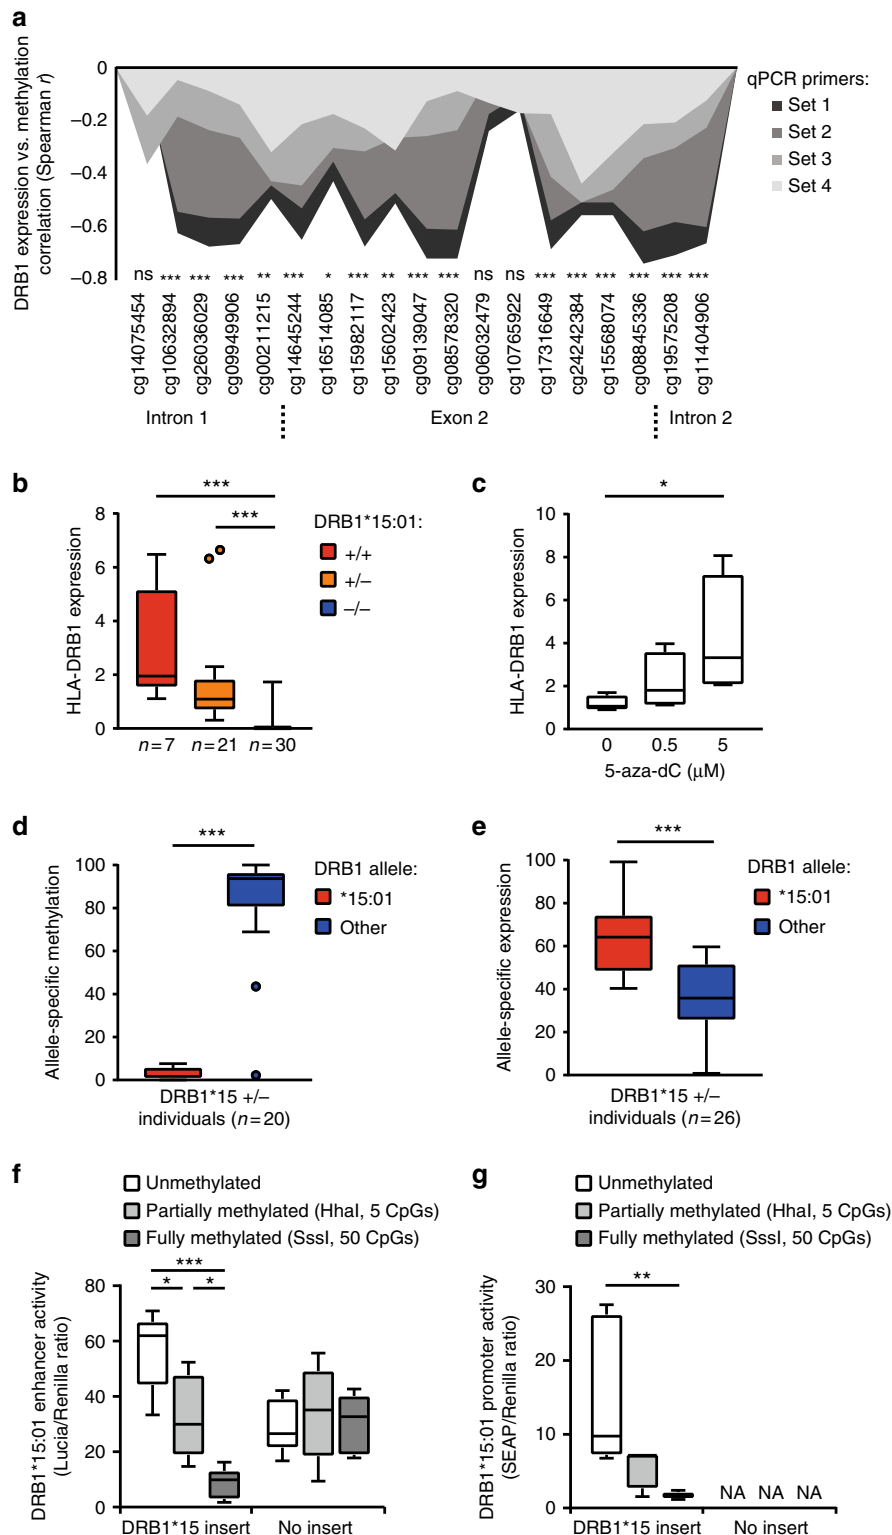 a
DRB1 expression vs. methylation
correlation (Spearman r)
0
−0.2
−0.4
−0.6
−0.8
qPCR primers:
Set 1
Set 2
Set 3
Set 4
ns *** *** *** ** *** * *** ** *** *** ns ns *** *** *** *** *** ***
cg14075454
cg10632894
cg26036029
cg09949906
cg00211215
cg14645244
cg16514085
cg15982117
cg15602423
cg09139047
cg08578320
cg06032479
cg10765922
cg17316649
cg24242384
cg15568074
cg08845336
cg19575208
cg11404906
Intron 1
Exon 2
Intron 2
b
HLA-DRB1 expression
8
6
4
2
0
***
***
n=7 n=21 n=30
DRB1*15:01:
+/+
+/−
−/−
c
HLA-DRB1 expression
10
8
6
4
2
0
*
0 0.5 5
5-aza-dC (μM)
d
Allele-specific methylation
100
80
60
40
20
0
***
DRB1*15 +/−
individuals (n=20)
DRB1 allele:
*15:01
Other
e
Allele-specific expression
100
80
60
40
20
0
***
DRB1*15 +/−
individuals (n=26)
DRB1 allele:
*15:01
Other
f
Unmethylated
Partially methylated (HhaI, 5 CpGs)
Fully methylated (SssI, 50 CpGs)
DRB1*15:01 enhancer activity
(Lucia/Renilla ratio)
80
60
40
20
0
***
* *
DRB1*15 insert No insert
g
Unmethylated
Partially methylated (HhaI, 5 CpGs)
Fully methylated (SssI, 50 CpGs)
DRB1*15:01 promoter activity
(SEAP/Renilla ratio)
30
20
10
0
**
NA NA NA
DRB1*15 insert No insert